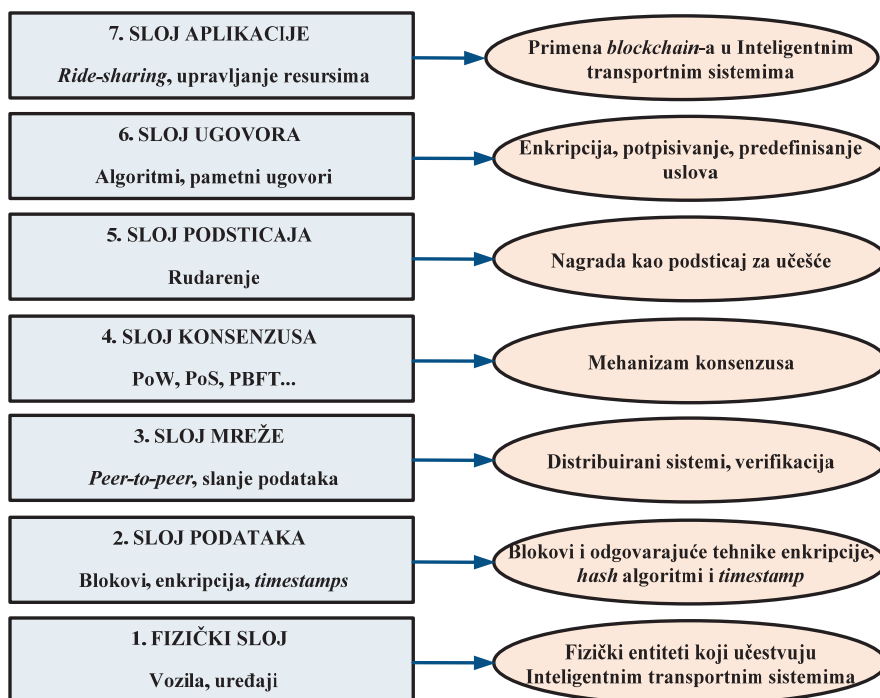 7. SLOJ APLIKACIJE
Ride-sharing, upravljanje resursima
Primena blockchain-a u Inteligentnim
transportnim sistemima
6. SLOJ UGOVORA
Algoritmi, pametni ugovori
Enkripcija, potpisivanje, predefinisanje
uslova
5. SLOJ PODSTICAJA
Rudarenje
Nagrada kao podsticaj za učešće
4. SLOJ KONSENZUSA
PoW, PoS, PBFT...
Mehanizam konsenzusa
3. SLOJ MREŽE
Peer-to-peer, slanje podataka
Distribuirani sistemi, verifikacija
2. SLOJ PODATAKA
Blokovi, enkripcija, timestamps
Blokovi i odgovarajuće tehnike enkripcije,
hash algoritmi i timestamp
1. FIZIČKI SLOJ
Vozila, uređaji
Fizički entiteti koji učestvuju
Inteligentnim transportnim sistemima